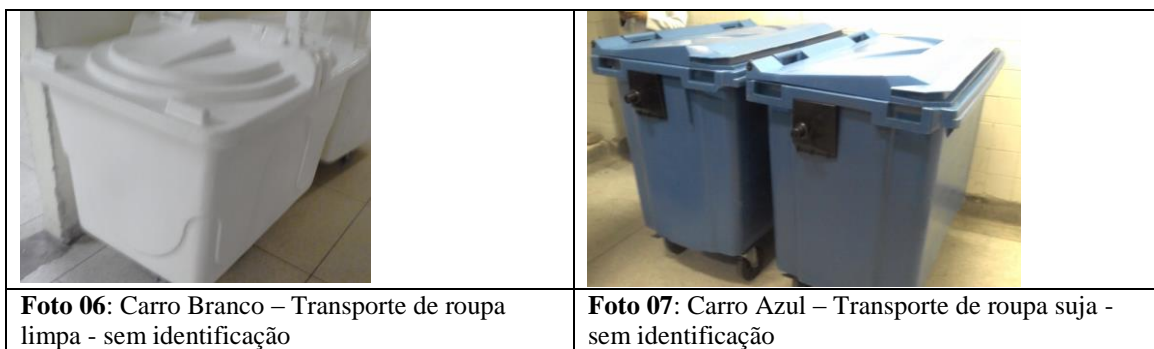 Foto 06: Carro Branco – Transporte de roupa
limpa - sem identificação
Foto 07: Carro Azul – Transporte de roupa suja -
sem identificação